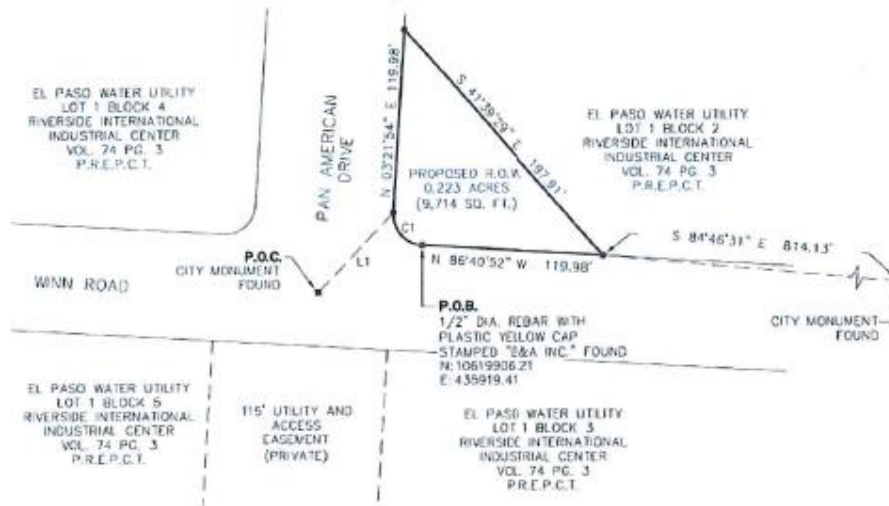 EL PASO WATER UTILITY
LOT 1 BLOCK 4
RIVERSIDE INTERNATIONAL
INDUSTRIAL CENTER
VOL. 74 PG. 3
P.R.E.P.C.T.
PAN AMERICAN
DRIVE
N 03°21'54" E 119.98'
S 41°39'29" E 197.91'
EL PASO WATER UTILITY
LOT 1 BLOCK 2
RIVERSIDE INTERNATIONAL
INDUSTRIAL CENTER
VOL. 74 PG. 3
P.R.E.P.C.T.
PROPOSED R.O.W.
0.223 ACRES
(9,714 SQ. FT.)
C1
L1
S 84°46'31" E 814.13'
N 86°40'52" W 119.98'
WINN ROAD
P.O.C.
CITY MONUMENT
FOUND
P.O.B.
1/2" DIA. REBAR WITH
PLASTIC YELLOW CAP
STAMPED "B&A INC." FOUND
N: 10619906.21
E: 435919.41
CITY MONUMENT
FOUND
EL PASO WATER UTILITY
LOT 1 BLOCK 5
RIVERSIDE INTERNATIONAL
INDUSTRIAL CENTER
VOL. 74 PG. 3
P.R.E.P.C.T.
115' UTILITY AND
ACCESS
EASEMENT
(PRIVATE)
EL PASO WATER UTILITY
LOT 1 BLOCK 3
RIVERSIDE INTERNATIONAL
INDUSTRIAL CENTER
VOL. 74 PG. 3
P.R.E.P.C.T.